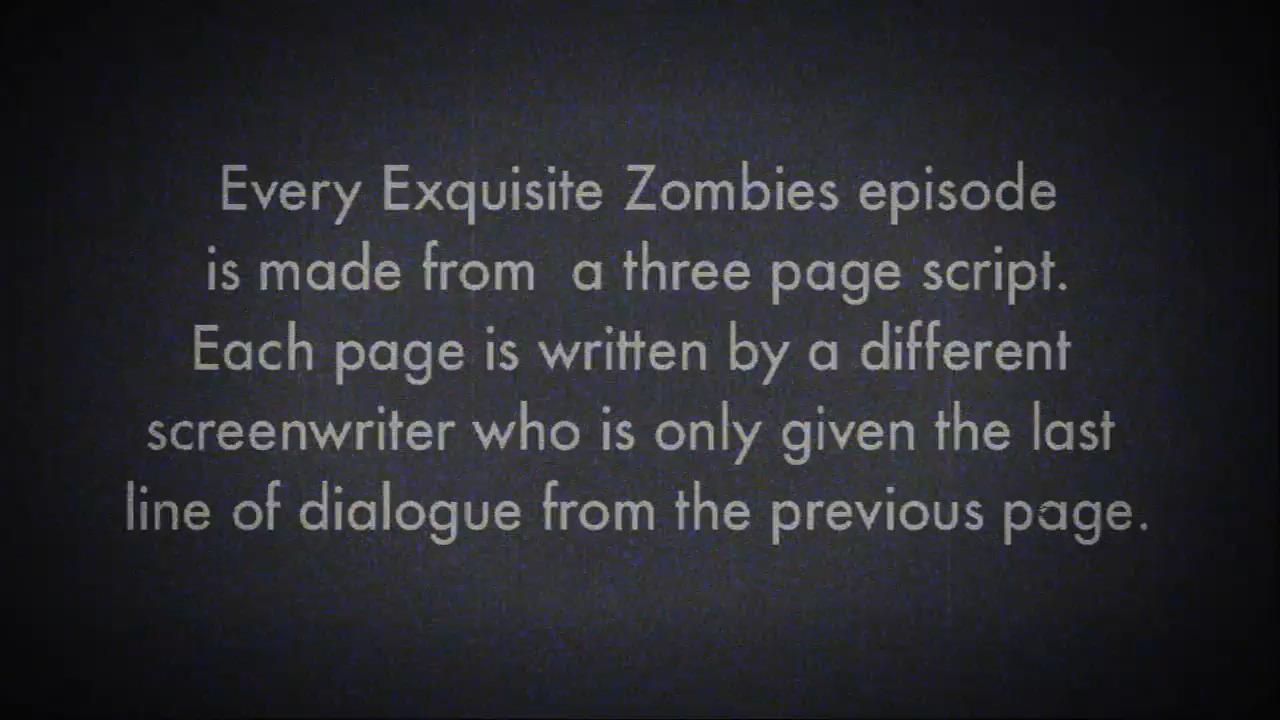 Every Exquisite Zombies episode
is made from  a three page script.
Each page is written by a different
screenwriter who is only given the last
line of dialogue from the previous page.